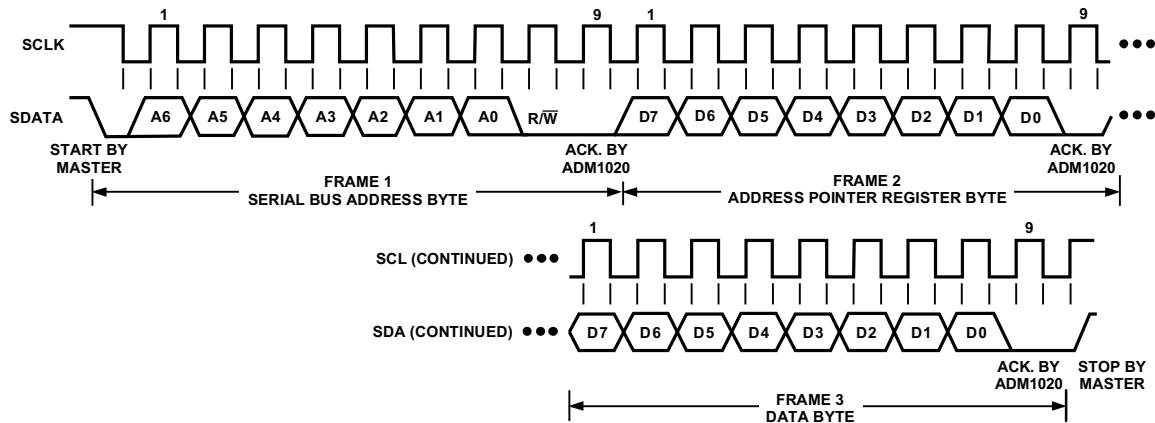 1 9 1 9
SCLK
SDATA A6 A5 A4 A3 A2 A1 A0 R/W̅ D7 D6 D5 D4 D3 D2 D1 D0
START BY MASTER
ACK. BY ADM1020
ACK. BY ADM1020
FRAME 1
SERIAL BUS ADDRESS BYTE
FRAME 2
ADDRESS POINTER REGISTER BYTE
1 9
SCL (CONTINUED)
SDA (CONTINUED) D7 D6 D5 D4 D3 D2 D1 D0
ACK. BY ADM1020
STOP BY MASTER
FRAME 3
DATA BYTE